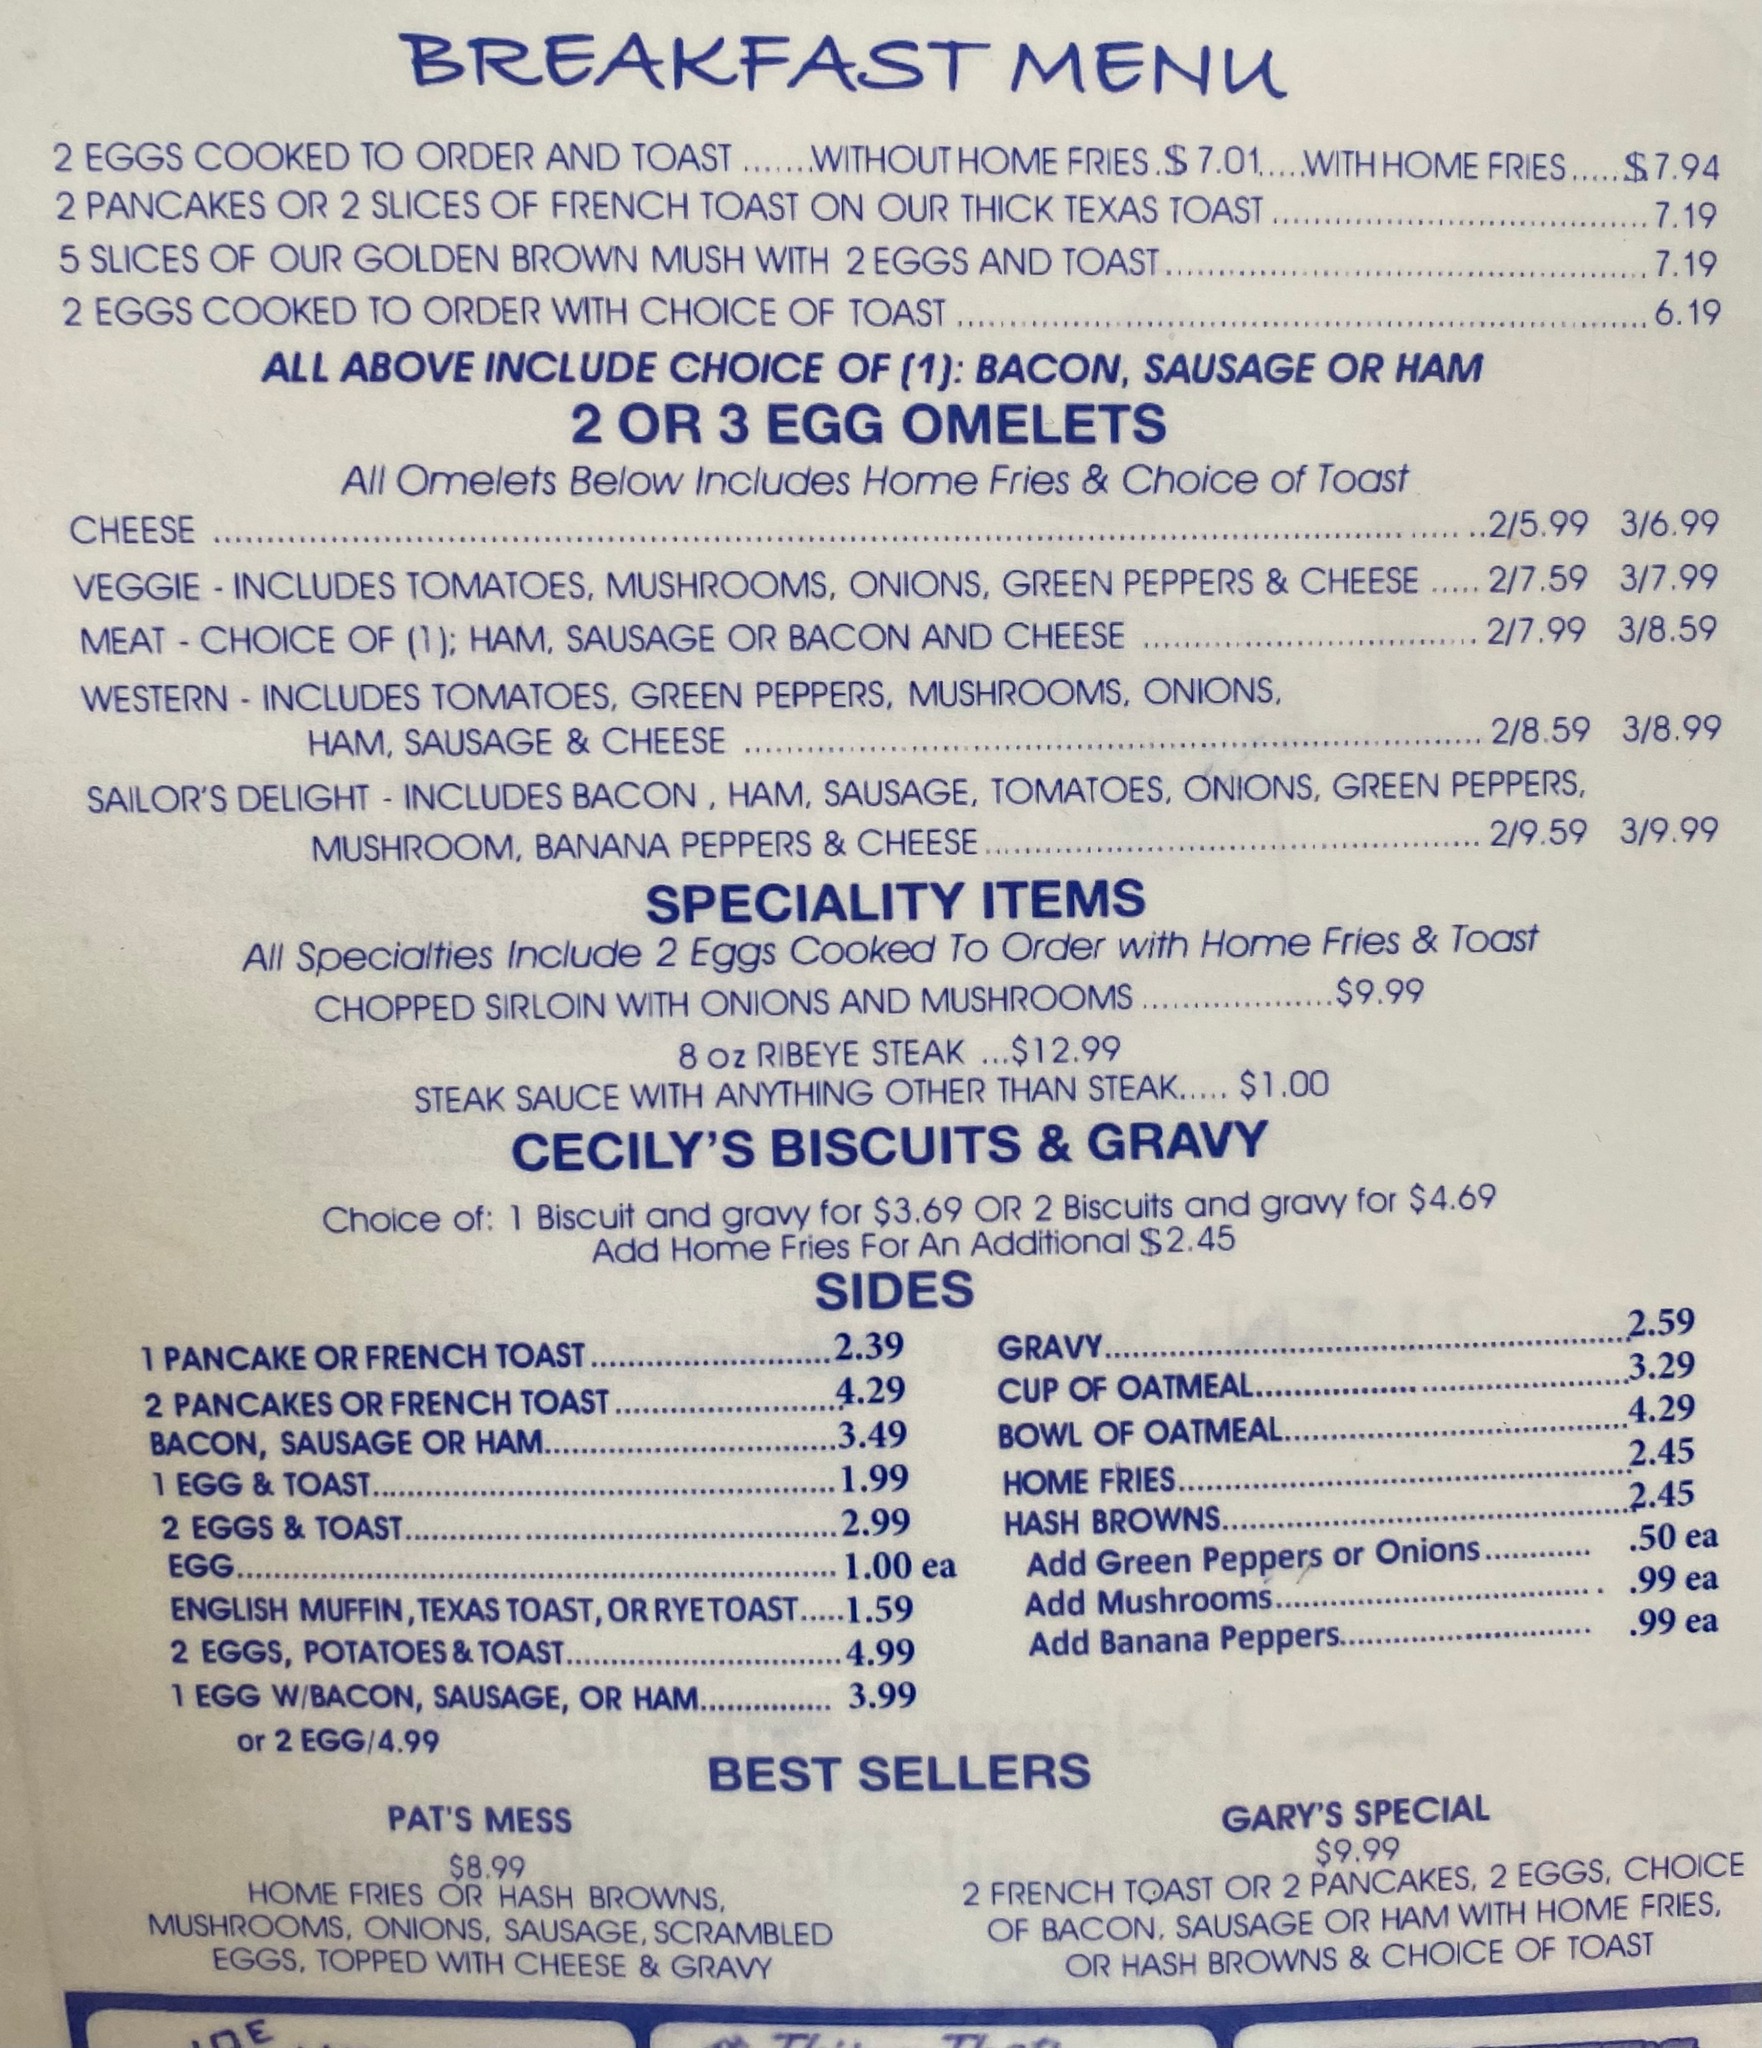 BREAKFAST MENU
2 EGGS COOKED TO ORDER AND TOAST .......WITHOUT HOME FRIES.$ 7.01.....WITH HOME FRIES.....$7.94
2 PANCAKES OR 2 SLICES OF FRENCH TOAST ON OUR THICK TEXAS TOAST ..................................7.19
5 SLICES OF OUR GOLDEN BROWN MUSH WITH 2 EGGS AND TOAST............................................7.19
2 EGGS COOKED TO ORDER WITH CHOICE OF TOAST ................................................................6.19
ALL ABOVE INCLUDE CHOICE OF (1): BACON, SAUSAGE OR HAM
2 OR 3 EGG OMELETS
All Omelets Below Includes Home Fries & Choice of Toast
CHEESE ........................................................................................................2/5.99 3/6.99
VEGGIE - INCLUDES TOMATOES, MUSHROOMS, ONIONS, GREEN PEPPERS & CHEESE ..... 2/7.59 3/7.99
MEAT - CHOICE OF (1); HAM, SAUSAGE OR BACON AND CHEESE ................................ 2/7.99 3/8.59
WESTERN - INCLUDES TOMATOES, GREEN PEPPERS, MUSHROOMS, ONIONS,
HAM, SAUSAGE & CHEESE ...................................................................... 2/8.59 3/8.99
SAILOR'S DELIGHT - INCLUDES BACON , HAM, SAUSAGE, TOMATOES, ONIONS, GREEN PEPPERS,
MUSHROOM, BANANA PEPPERS & CHEESE............................................... 2/9.59 3/9.99
SPECIALITY ITEMS
All Specialties Include 2 Eggs Cooked To Order with Home Fries & Toast
CHOPPED SIRLOIN WITH ONIONS AND MUSHROOMS ...................$9.99
8 oz RIBEYE STEAK ...$12.99
STEAK SAUCE WITH ANYTHING OTHER THAN STEAK..... $1.00
CECILY'S BISCUITS & GRAVY
Choice of: 1 Biscuit and gravy for $3.69 OR 2 Biscuits and gravy for $4.69
Add Home Fries For An Additional $2.45
SIDES
1 PANCAKE OR FRENCH TOAST..........................2.39
2 PANCAKES OR FRENCH TOAST........................4.29
BACON, SAUSAGE OR HAM................................3.49
1 EGG & TOAST..................................................1.99
2 EGGS & TOAST...............................................2.99
EGG................................................................. 1.00 ea
ENGLISH MUFFIN, TEXAS TOAST, OR RYE TOAST.....1.59
2 EGGS, POTATOES & TOAST..............................4.99
1 EGG W/BACON, SAUSAGE, OR HAM............... 3.99
or 2 EGG/4.99
GRAVY.........................................................2.59
CUP OF OATMEAL.........................................3.29
BOWL OF OATMEAL.....................................4.29
HOME FRIES.................................................2.45
HASH BROWNS............................................2.45
Add Green Peppers or Onions............ .50 ea
Add Mushrooms.................................... .99 ea
Add Banana Peppers............................ .99 ea
BEST SELLERS
PAT'S MESS
$8.99
HOME FRIES OR HASH BROWNS,
MUSHROOMS, ONIONS, SAUSAGE, SCRAMBLED
EGGS, TOPPED WITH CHEESE & GRAVY
GARY'S SPECIAL
$9.99
2 FRENCH TOAST OR 2 PANCAKES, 2 EGGS, CHOICE
OF BACON, SAUSAGE OR HAM WITH HOME FRIES,
OR HASH BROWNS & CHOICE OF TOAST